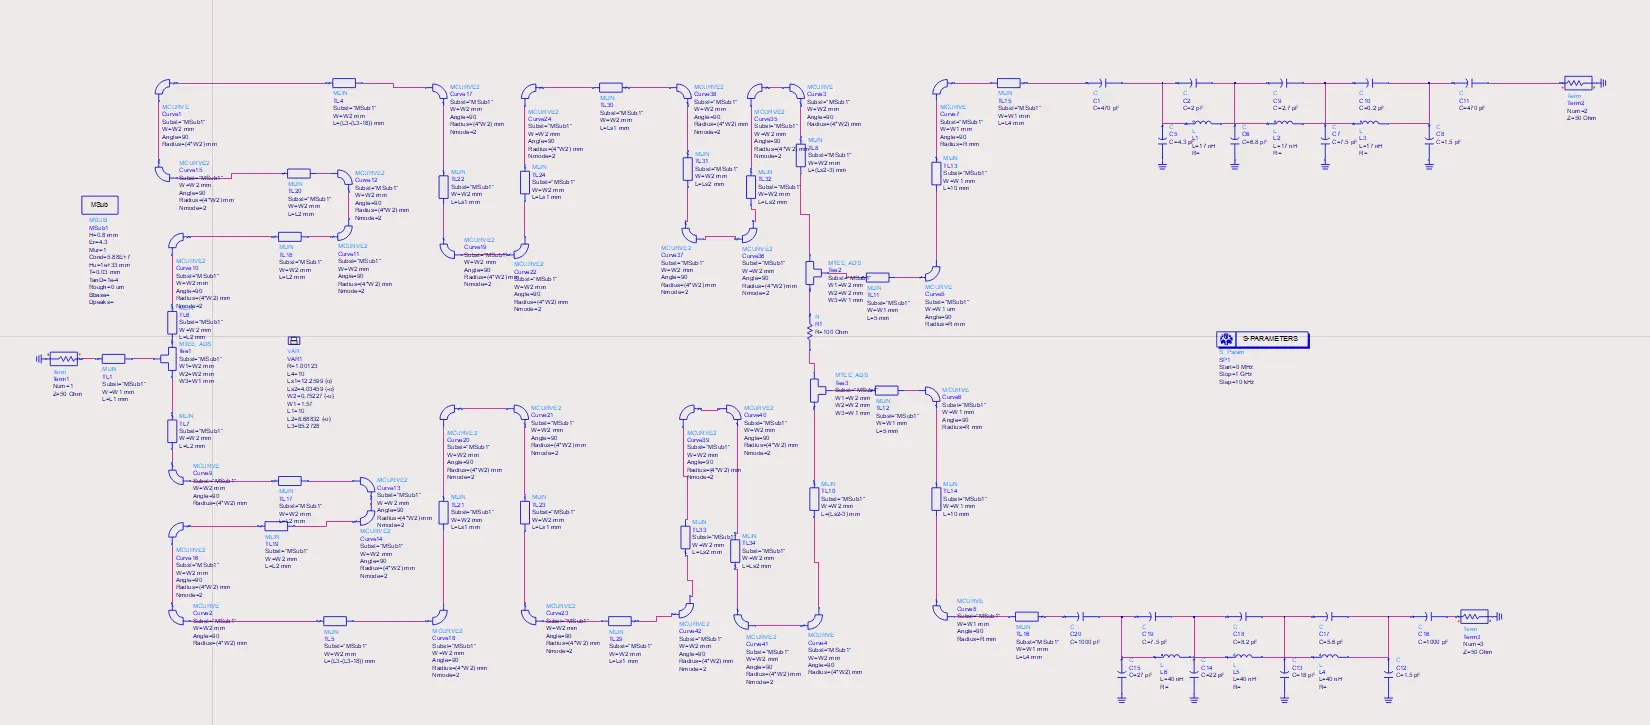 MCURVE
Curve1
Subst="MSub1"
W=W2 mm
Angle=90
Radius=(4*W2) mm
MLIN
TL4
Subst="MSub1"
W=W2 mm
L=(L3-(L3-18)) mm
MCURVE2
Curve17
Subst="MSub1"
W=W2 mm
Angle=90
Radius=(4*W2) mm
Nmode=2
MCURVE2
Curve24
Subst="MSub1"
W=W2 mm
Angle=90
Radius=(4*W2) mm
Nmode=2
MLIN
TL30
Subst="MSub1"
W=W2 mm
L=Ls1 mm
MCURVE2
Curve38
Subst="MSub1"
W=W2 mm
Angle=90
Radius=(4*W2) mm
Nmode=2
MCURVE2
Curve35
Subst="MSub1"
W=W2 mm
Angle=90
Radius=(4*W2) mm
Nmode=2
MCURVE2
Curve3
Subst="MSub1"
W=W2 mm
Angle=90
Radius=(4*W2) mm
MLIN
TL8
Subst="MSub1"
W=W2 mm
L=(Ls2-3) mm
MCURVE
Curve7
Subst="MSub1"
W=W1 mm
Angle=90
Radius=R mm
MLIN
TL15
Subst="MSub1"
W=W1 mm
L=L4 mm
C
C1
C=470 pF
C
C2
C=2 pF
C
C9
C=2.7 pF
C
C10
C=0.2 pF
C
C11
C=470 pF
Term
Term2
Num=2
Z=50 Ohm
C
C5
C=4.3 pF
L
L1
L=17 nH
R=
C
C6
C=6.8 pF
L
L2
L=17 nH
R=
C
C7
C=7.5 pF
L
L3
L=17 nH
R=
C
C8
C=1.5 pF
MCURVE2
Curve15
Subst="MSub1"
W=W2 mm
Angle=90
Radius=(4*W2) mm
Nmode=2
MLIN
TL20
Subst="MSub1"
W=W2 mm
L=L2 mm
MCURVE2
Curve12
Subst="MSub1"
W=W2 mm
Angle=90
Radius=(4*W2) mm
Nmode=2
MLIN
TL22
Subst="MSub1"
W=W2 mm
L=Ls1 mm
MLIN
TL24
Subst="MSub1"
W=W2 mm
L=Ls1 mm
MLIN
TL31
Subst="MSub1"
W=W2 mm
L=Ls2 mm
MLIN
TL32
Subst="MSub1"
W=W2 mm
L=Ls2 mm
MLIN
TL13
Subst="MSub1"
W=W1 mm
L=10 mm
MSub
MSUB
MSub1
H=0.8 mm
Er=4.3
Mur=1
Cond=5.88E+7
Hu=1e+33 mm
T=0.03 mm
TanD=1e-4
Rough=0 um
Bbase=
Dpeaks=
MCURVE2
Curve10
Subst="MSub1"
W=W2 mm
Angle=90
Radius=(4*W2) mm
Nmode=2
MLIN
TL18
Subst="MSub1"
W=W2 mm
L=L2 mm
MCURVE2
Curve11
Subst="MSub1"
W=W2 mm
Angle=90
Radius=(4*W2) mm
Nmode=2
MCURVE2
Curve19
Subst="MSub1"
W=W2 mm
Angle=90
Radius=(4*W2) mm
Nmode=2
MCURVE2
Curve22
Subst="MSub1"
W=W2 mm
Angle=90
Radius=(4*W2) mm
Nmode=2
MCURVE2
Curve37
Subst="MSub1"
W=W2 mm
Angle=90
Radius=(4*W2) mm
Nmode=2
MCURVE2
Curve36
Subst="MSub1"
W=W2 mm
Angle=90
Radius=(4*W2) mm
Nmode=2
MTEE_ADS
Tee2
Subst="MSub1"
W1=W2 mm
W2=W2 mm
W3=W1 mm
MLIN
TL11
Subst="MSub1"
W=W1 mm
L=5 mm
MCURVE
Curve5
Subst="MSub1"
W=W1 um
Angle=90
Radius=R mm
MLIN
TL6
Subst="MSub1"
W=W2 mm
L=L2 mm
R
R1
R=100 Ohm
S-PARAMETERS
S_Param
SP1
Start=0 MHz
Stop=1 GHz
Step=10 kHz
Term
Term1
Num=1
Z=50 Ohm
MLIN
TL1
Subst="MSub1"
W=W1 mm
L=L1 mm
MTEE_ADS
Tee1
Subst="MSub1"
W1=W2 mm
W2=W2 mm
W3=W1 mm
VAR
VAR1
R=1.00123
L4=10
Ls1=12.2599 {o}
Ls2=4.03459 {-o}
W2=0.75227 {-o}
W1=1.57
L1=10
L2=8.68832 {-o}
L3=85.2728
MTEE_ADS
Tee3
Subst="MSub1"
W1=W2 mm
W2=W2 mm
W3=W1 mm
MLIN
TL12
Subst="MSub1"
W=W1 mm
L=5 mm
MCURVE
Curve6
Subst="MSub1"
W=W1 mm
Angle=90
Radius=R mm
MLIN
TL7
Subst="MSub1"
W=W2 mm
L=L2 mm
MCURVE2
Curve20
Subst="MSub1"
W=W2 mm
Angle=90
Radius=(4*W2) mm
Nmode=2
MCURVE2
Curve21
Subst="MSub1"
W=W2 mm
Angle=90
Radius=(4*W2) mm
Nmode=2
MCURVE2
Curve39
Subst="MSub1"
W=W2 mm
Angle=90
Radius=(4*W2) mm
Nmode=2
MCURVE2
Curve40
Subst="MSub1"
W=W2 mm
Angle=90
Radius=(4*W2) mm
Nmode=2
MCURVE
Curve9
Subst="MSub1"
W=W2 mm
Angle=90
Radius=(4*W2) mm
MLIN
TL17
Subst="MSub1"
W=W2 mm
L=L2 mm
MCURVE2
Curve13
Subst="MSub1"
W=W2 mm
Angle=90
Radius=(4*W2) mm
Nmode=2
MLIN
TL21
Subst="MSub1"
W=W2 mm
L=Ls1 mm
MLIN
TL23
Subst="MSub1"
W=W2 mm
L=Ls1 mm
MLIN
TL10
Subst="MSub1"
W=W2 mm
L=(Ls2-3) mm
MLIN
TL14
Subst="MSub1"
W=W1 mm
L=10 mm
MCURVE2
Curve16
Subst="MSub1"
W=W2 mm
Angle=90
Radius=(4*W2) mm
Nmode=2
MLIN
TL19
Subst="MSub1"
W=W2 mm
L=L2 mm
MCURVE2
Curve14
Subst="MSub1"
W=W2 mm
Angle=90
Radius=(4*W2) mm
Nmode=2
MLIN
TL33
Subst="MSub1"
W=W2 mm
L=Ls2 mm
MLIN
TL34
Subst="MSub1"
W=W2 mm
L=Ls2 mm
MCURVE
Curve2
Subst="MSub1"
W=W2 mm
Angle=90
Radius=(4*W2) mm
MLIN
TL5
Subst="MSub1"
W=W2 mm
L=(L3-(L3-18)) mm
MCURVE2
Curve18
Subst="MSub1"
W=W2 mm
Angle=90
Radius=(4*W2) mm
Nmode=2
MCURVE2
Curve23
Subst="MSub1"
W=W2 mm
Angle=90
Radius=(4*W2) mm
Nmode=2
MLIN
TL29
Subst="MSub1"
W=W2 mm
L=Ls1 mm
MCURVE2
Curve42
Subst="MSub1"
W=W2 mm
Angle=90
Radius=(4*W2) mm
Nmode=2
MCURVE2
Curve41
Subst="MSub1"
W=W2 mm
Angle=90
Radius=(4*W2) mm
Nmode=2
MCURVE
Curve4
Subst="MSub1"
W=W2 mm
Angle=90
Radius=(4*W2) mm
MCURVE
Curve8
Subst="MSub1"
W=W1 mm
Angle=90
Radius=R mm
MLIN
TL16
Subst="MSub1"
W=W1 mm
L=L4 mm
C
C20
C=1000 pF
C
C19
C=7.5 pF
C
C18
C=8.2 pF
C
C17
C=5.6 pF
C
C16
C=1000 pF
Term
Term3
Num=3
Z=50 Ohm
C
C15
C=27 pF
L
L6
L=40 nH
R=
C
C14
C=22 pF
L
L5
L=40 nH
R=
C
C13
C=18 pF
L
L4
L=40 nH
R=
C
C12
C=1.5 pF